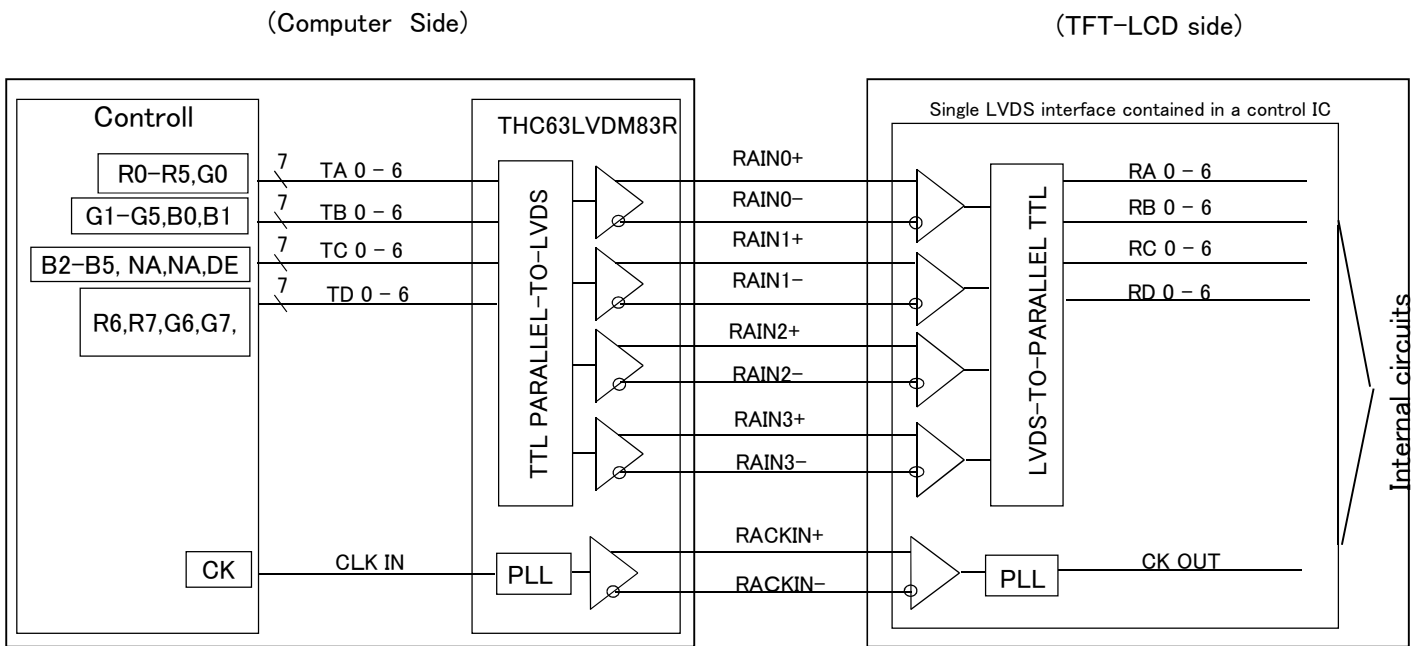 (Computer Side)
(TFT-LCD side)
Controll
THC63LVDM83R
Single LVDS interface contained in a control IC
R0-R5,G0
7
TA 0 - 6
G1-G5,B0,B1
7
TB 0 - 6
B2-B5, NA,NA,DE
7
TC 0 - 6
R6,R7,G6,G7,
7
TD 0 - 6
TTL PARALLEL-TO-LVDS
RAIN0+
RAIN0-
RAIN1+
RAIN1-
RAIN2+
RAIN2-
RAIN3+
RAIN3-
LVDS-TO-PARALLEL TTL
RA 0 - 6
RB 0 - 6
RC 0 - 6
RD 0 - 6
Internal circuits
CK
CLK IN
PLL
RACKIN+
RACKIN-
PLL
CK OUT